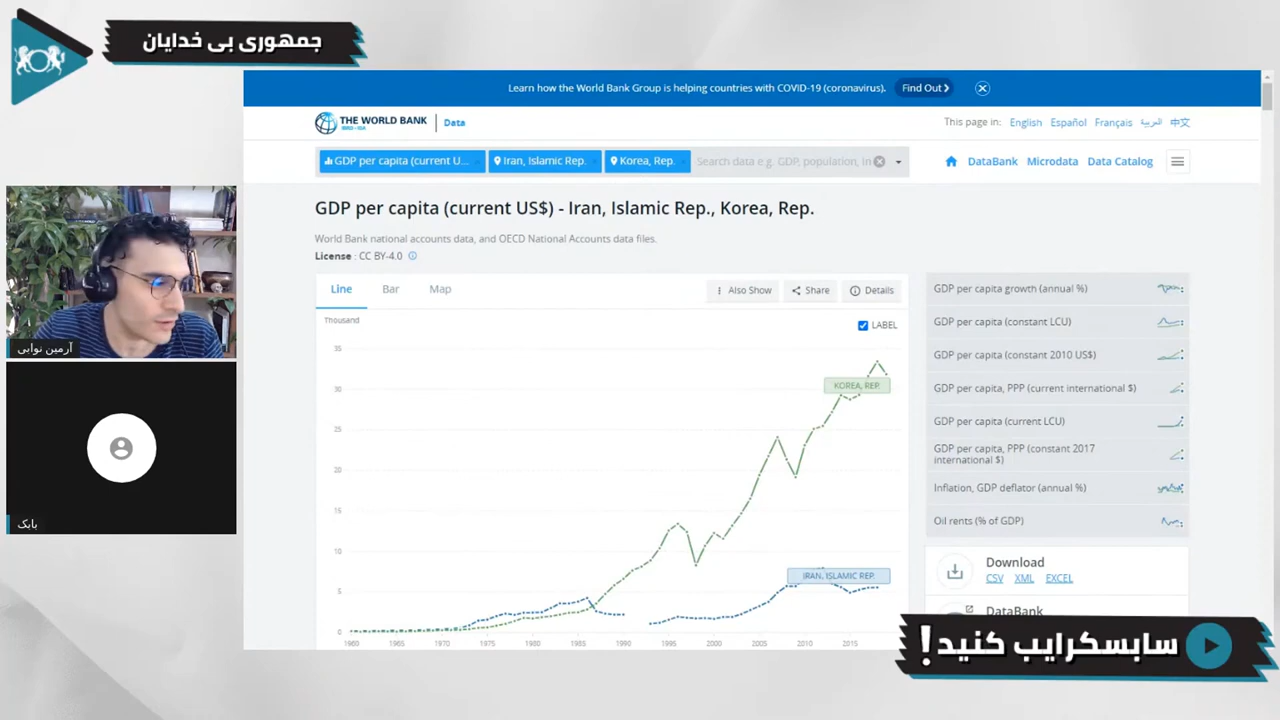 جمهوری بی خدایان
Learn how the World Bank Group is helping countries with COVID-19 (coronavirus). Find Out
THE WORLD BANK
IBRD • IDA
Data
This page in: English Español Français العربية 中文
GDP per capita (current U... Iran, Islamic Rep. Korea, Rep. Search data e.g. GDP, population, In
DataBank Microdata Data Catalog
GDP per capita (current US$) - Iran, Islamic Rep., Korea, Rep.
World Bank national accounts data, and OECD National Accounts data files.
License : CC BY-4.0
Line Bar Map
Also Show Share Details
Thousand
LABEL
35
30
25
20
15
10
5
0
KOREA, REP.
IRAN, ISLAMIC REP.
1960 1965 1970 1975 1980 1985 1990 1995 2000 2005 2010 2015
GDP per capita growth (annual %)
GDP per capita (constant LCU)
GDP per capita (constant 2010 US$)
GDP per capita, PPP (current international $)
GDP per capita (current LCU)
GDP per capita, PPP (constant 2017
international $)
Inflation, GDP deflator (annual %)
Oil rents (% of GDP)
Download
CSV XML EXCEL
DataBank
آرمین نوابی
بابک
سابسکرایب کنید!